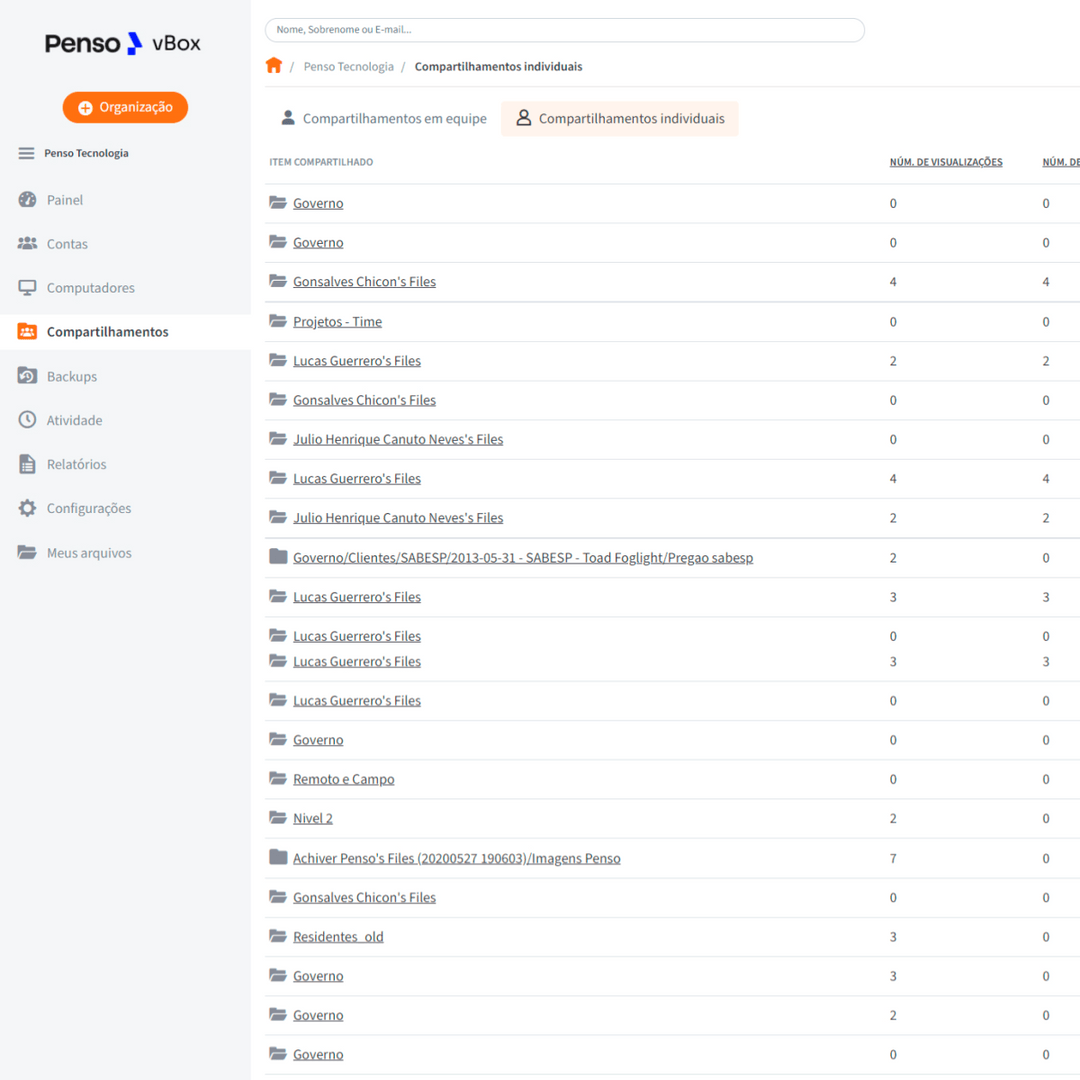 Penso vBox
Organização
Penso Tecnologia
Painel
Contas
Computadores
Compartilhamentos
Backups
Atividade
Relatórios
Configurações
Meus arquivos
Nome, Sobrenome ou E-mail...
/ Penso Tecnologia / Compartilhamentos individuais
Compartilhamentos em equipe Compartilhamentos individuais
ITEM COMPARTILHADO NÚM. DE VISUALIZAÇÕES NÚM. DE
Governo 0 0
Governo 0 0
Gonsalves Chicon's Files 4 4
Projetos - Time 0 0
Lucas Guerrero's Files 2 2
Gonsalves Chicon's Files 0 0
Julio Henrique Canuto Neves's Files 0 0
Lucas Guerrero's Files 4 4
Julio Henrique Canuto Neves's Files 2 2
Governo/Clientes/SABESP/2013-05-31 - SABESP - Toad Foglight/Pregao sabesp 2 0
Lucas Guerrero's Files 3 3
Lucas Guerrero's Files 0 0
Lucas Guerrero's Files 3 3
Lucas Guerrero's Files 0 0
Governo 0 0
Remoto e Campo 0 0
Nivel 2 2 0
Achiver Penso's Files (20200527 190603)/Imagens Penso 7 0
Gonsalves Chicon's Files 0 0
Residentes_old 3 0
Governo 3 0
Governo 2 0
Governo 0 0